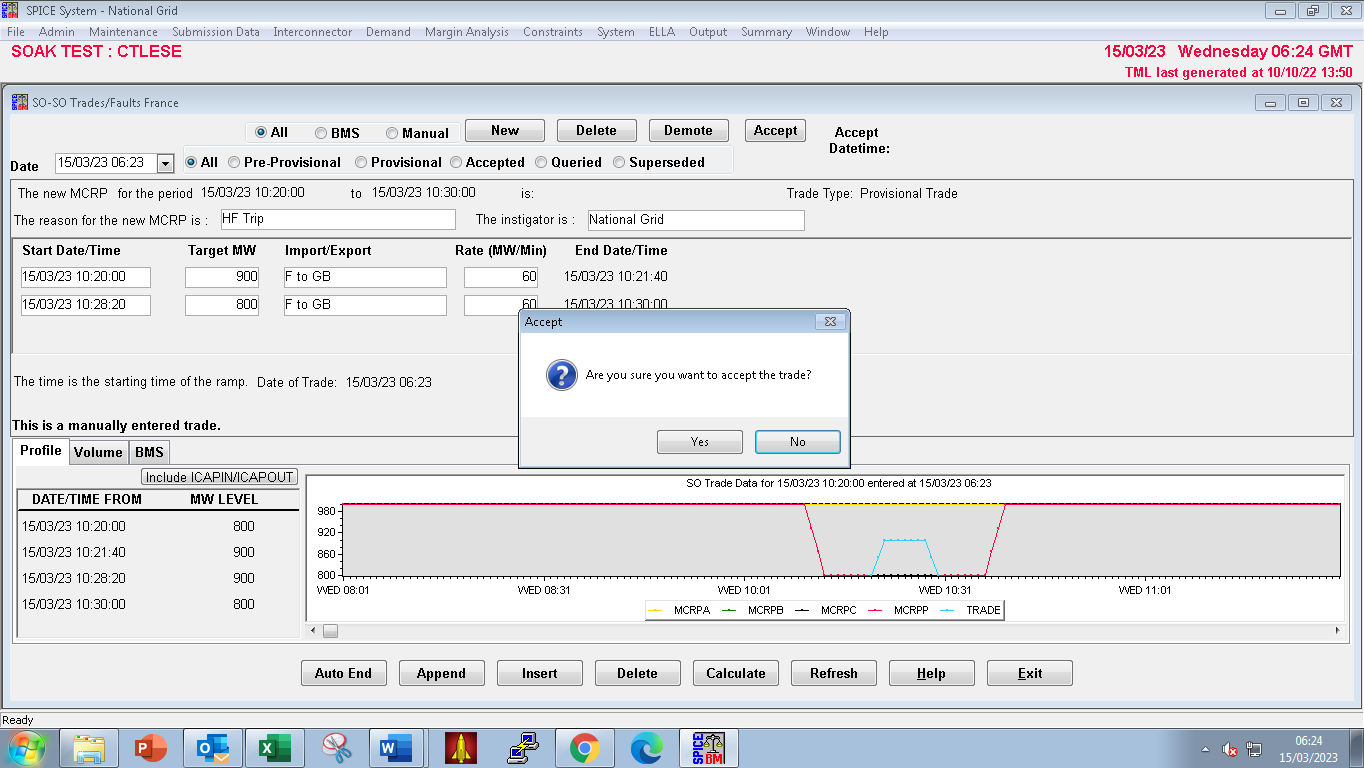 SPICE System - National Grid
File Admin Maintenance Submission Data Interconnector Demand Margin Analysis Constraints System ELLA Output Summary Window Help
SOAK TEST : CTLESE 15/03/23 Wednesday 06:24 GMT
TML last generated at 10/10/22 13:50
SO-SO Trades/Faults France
All BMS Manual New Delete Demote Accept Accept Datetime:
Date 15/03/23 06:23 All Pre-Provisional Provisional Accepted Queried Superseded
The new MCRP for the period 15/03/23 10:20:00 to 15/03/23 10:30:00 is: Trade Type: Provisional Trade
The reason for the new MCRP is : HF Trip The instigator is : National Grid
Start Date/Time Target MW Import/Export Rate (MW/Min) End Date/Time
15/03/23 10:20:00 900 F to GB 60 15/03/23 10:21:40
15/03/23 10:28:20 800 F to GB 60 15/03/23 10:30:00
Accept
Are you sure you want to accept the trade?
Yes No
The time is the starting time of the ramp. Date of Trade: 15/03/23 06:23
This is a manually entered trade.
Profile Volume BMS
Include ICAPIN/ICAPOUT
DATE/TIME FROM MW LEVEL
15/03/23 10:20:00 800
15/03/23 10:21:40 900
15/03/23 10:28:20 900
15/03/23 10:30:00 800
SO Trade Data for 15/03/23 10:20:00 entered at 15/03/23 06:23
980
920
860
800
WED 08:01 WED 08:31 WED 10:01 WED 10:31 WED 11:01
MCRPA MCRPB MCRPC MCRPP TRADE
Auto End Append Insert Delete Calculate Refresh Help Exit
Ready
SPICE
BMI
06:24
15/03/2023